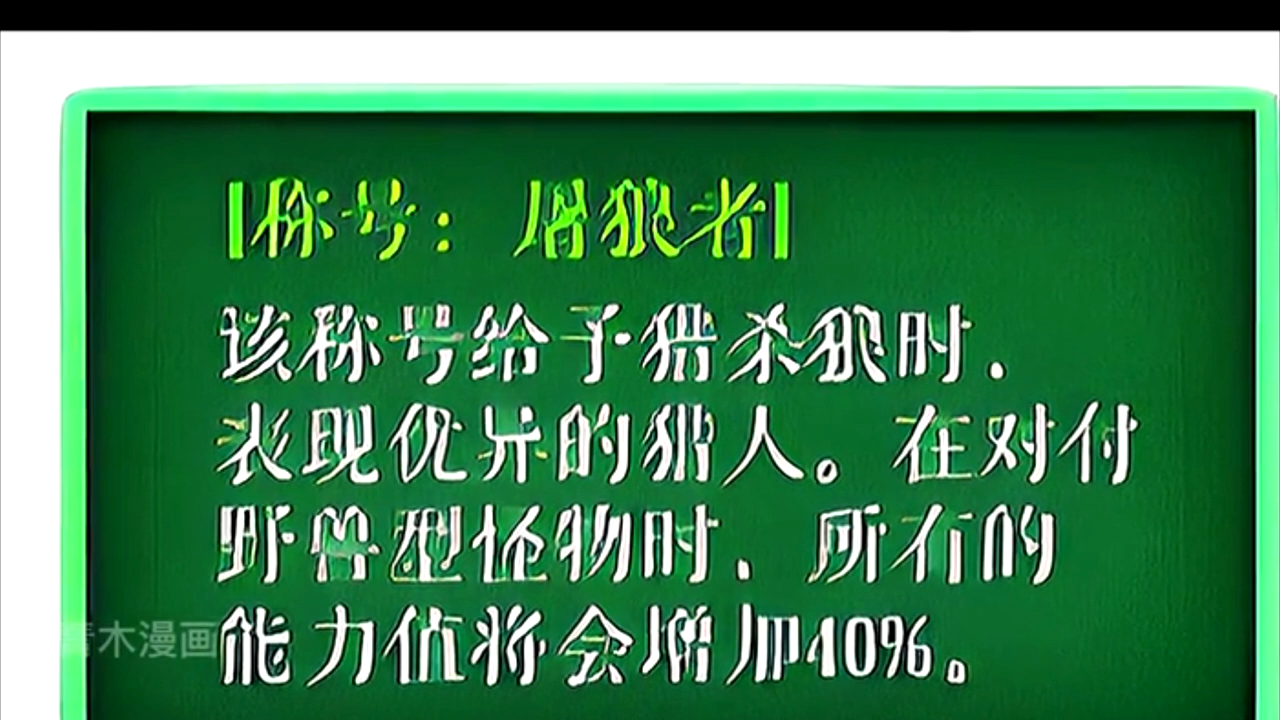 [称号：屠狼者]
该称号给予猎杀狼时，
表现优异的猎人。在对付
野兽型怪物时，所有的
能力值将会增加40%。
青木漫画